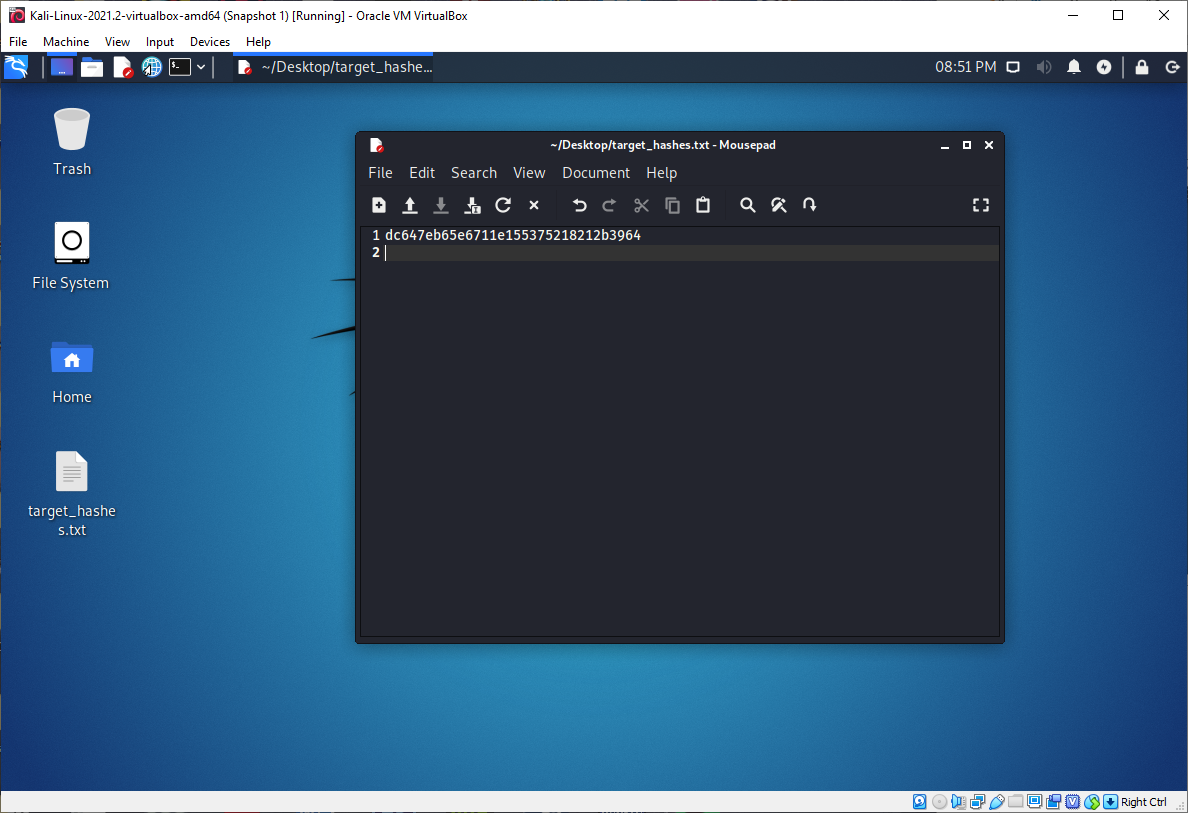 Kali-Linux-2021.2-virtualbox-amd64 (Snapshot 1) [Running] - Oracle VM VirtualBox
File Machine View Input Devices Help
~/Desktop/target_hashe...
08:51 PM
Trash
File System
Home
target_hashe
s.txt
~/Desktop/target_hashes.txt - Mousepad
File Edit Search View Document Help
1 dc647eb65e6711e155375218212b3964
2
Right Ctrl